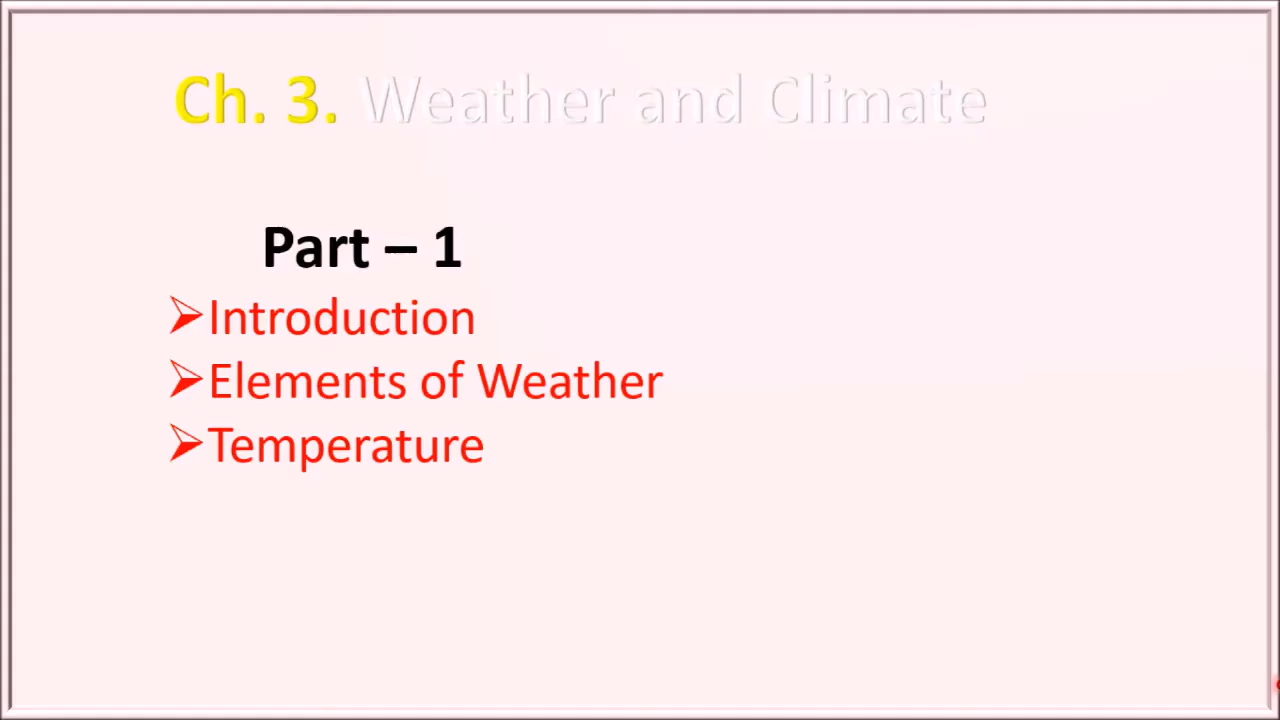 Ch. 3. Weather and Climate
Part – 1
➢Introduction
➢Elements of Weather
➢Temperature